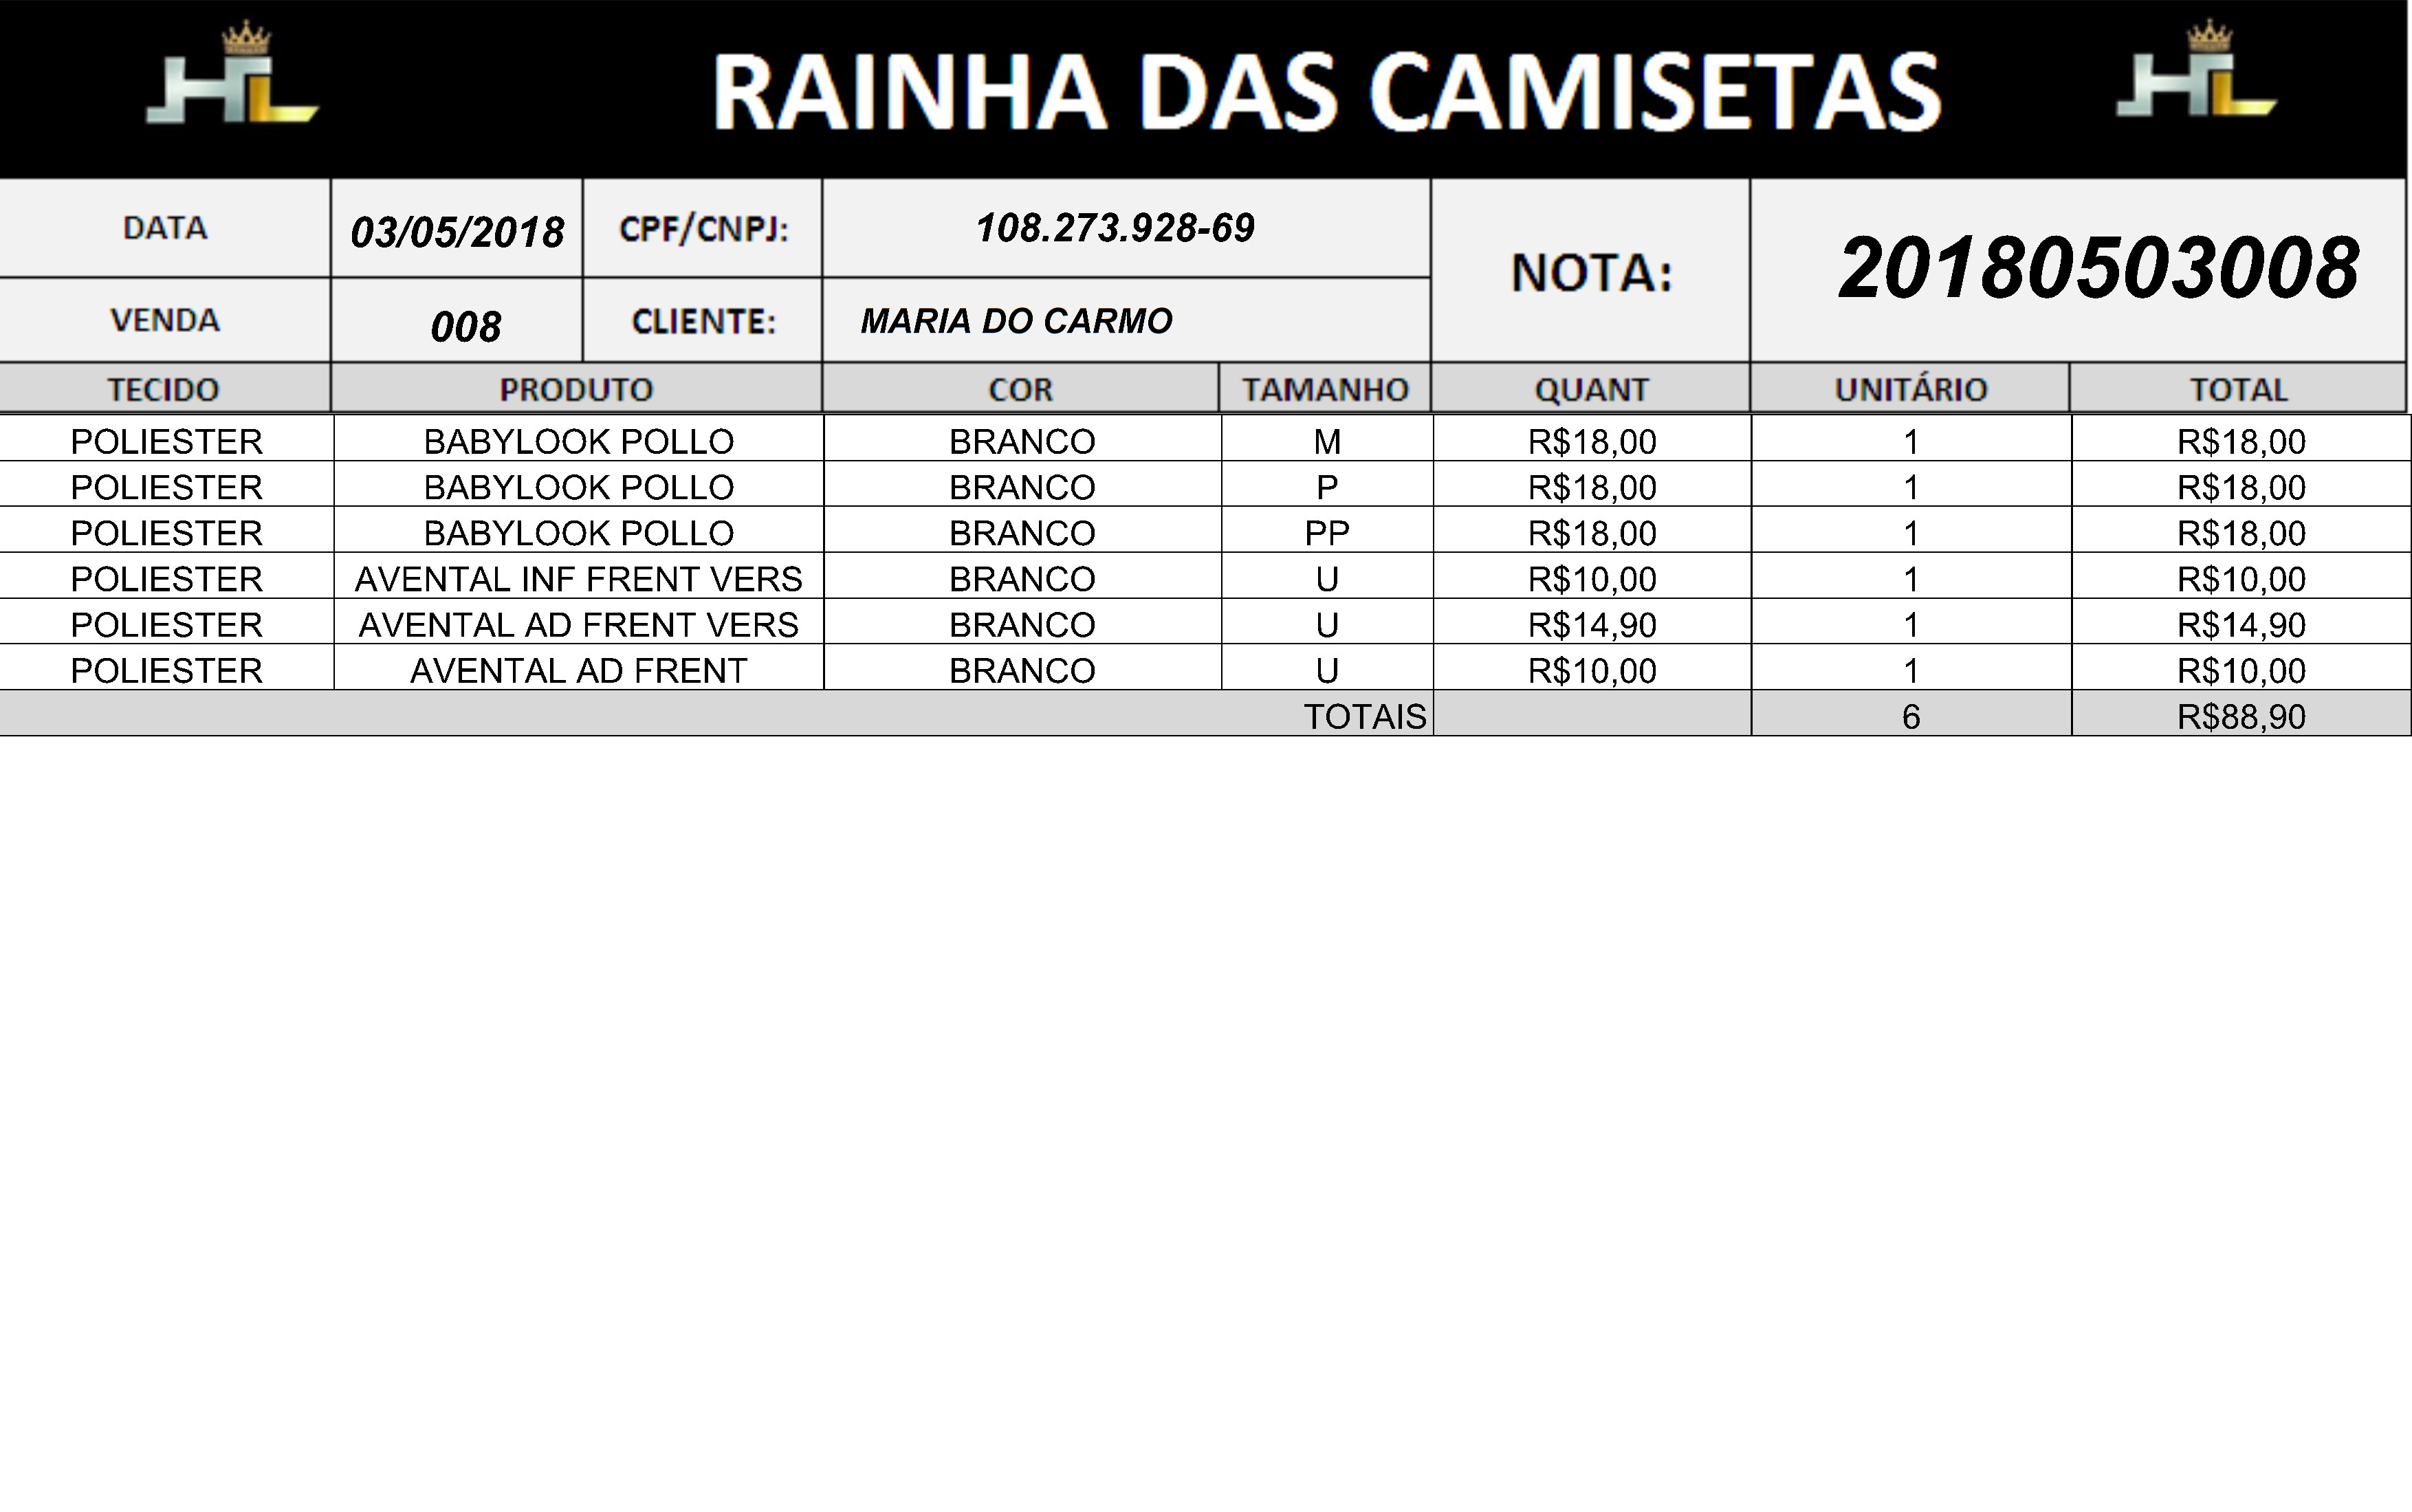 HL RAINHA DAS CAMISETAS HL
DATA 03/05/2018 CPF/CNPJ: 108.273.928-69 NOTA: 20180503008
VENDA 008 CLIENTE: MARIA DO CARMO
TECIDO PRODUTO COR TAMANHO QUANT UNITÁRIO TOTAL
POLIESTER BABYLOOK POLLO BRANCO M R$18,00 1 R$18,00
POLIESTER BABYLOOK POLLO BRANCO P R$18,00 1 R$18,00
POLIESTER BABYLOOK POLLO BRANCO PP R$18,00 1 R$18,00
POLIESTER AVENTAL INF FRENT VERS BRANCO U R$10,00 1 R$10,00
POLIESTER AVENTAL AD FRENT VERS BRANCO U R$14,90 1 R$14,90
POLIESTER AVENTAL AD FRENT BRANCO U R$10,00 1 R$10,00
TOTAIS 6 R$88,90